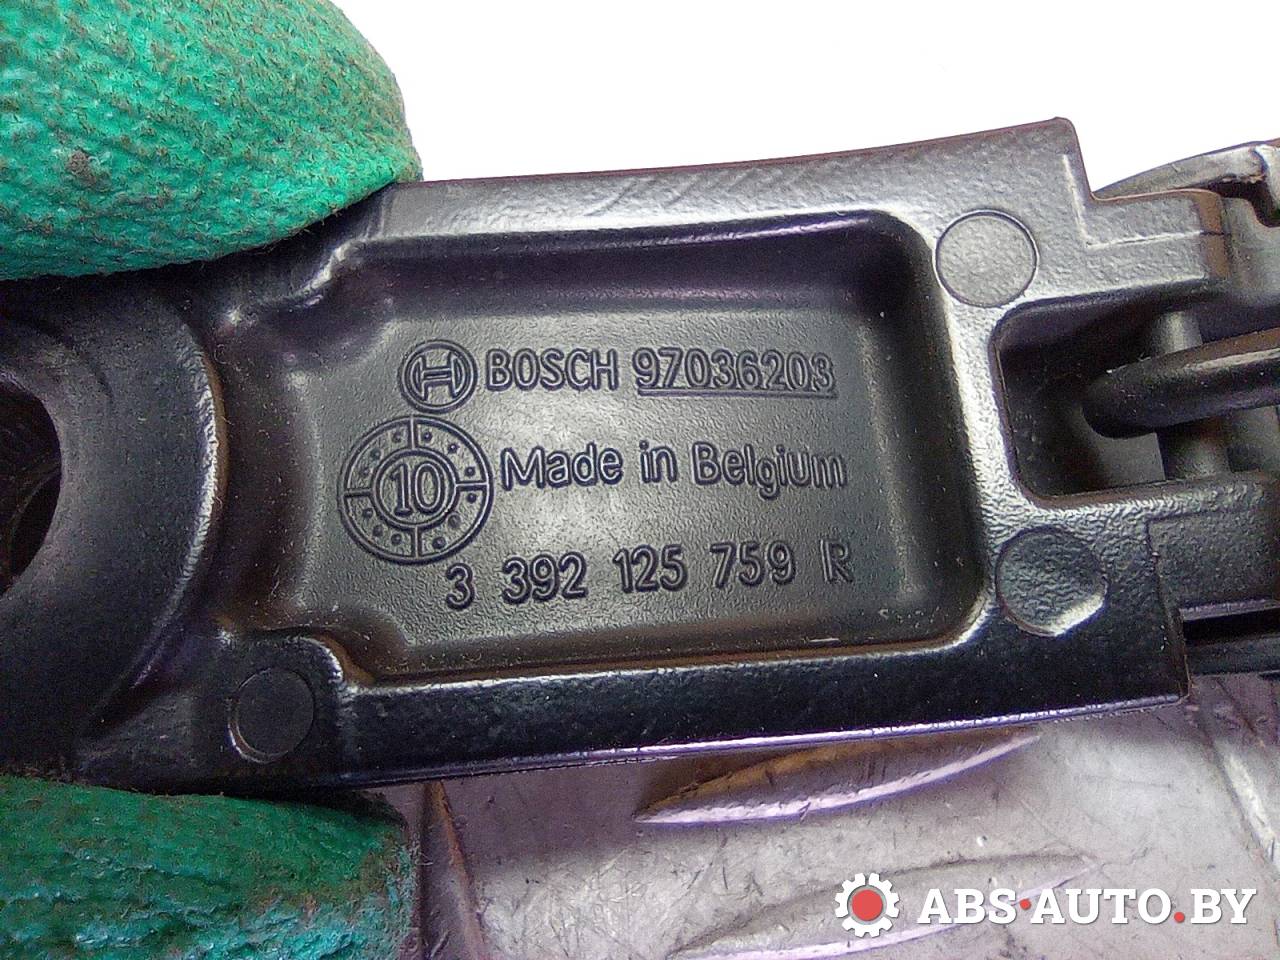 BOSCH 97036203
10 Made in Belgium
3 392 125 759 R
ABS·AUTO.BY